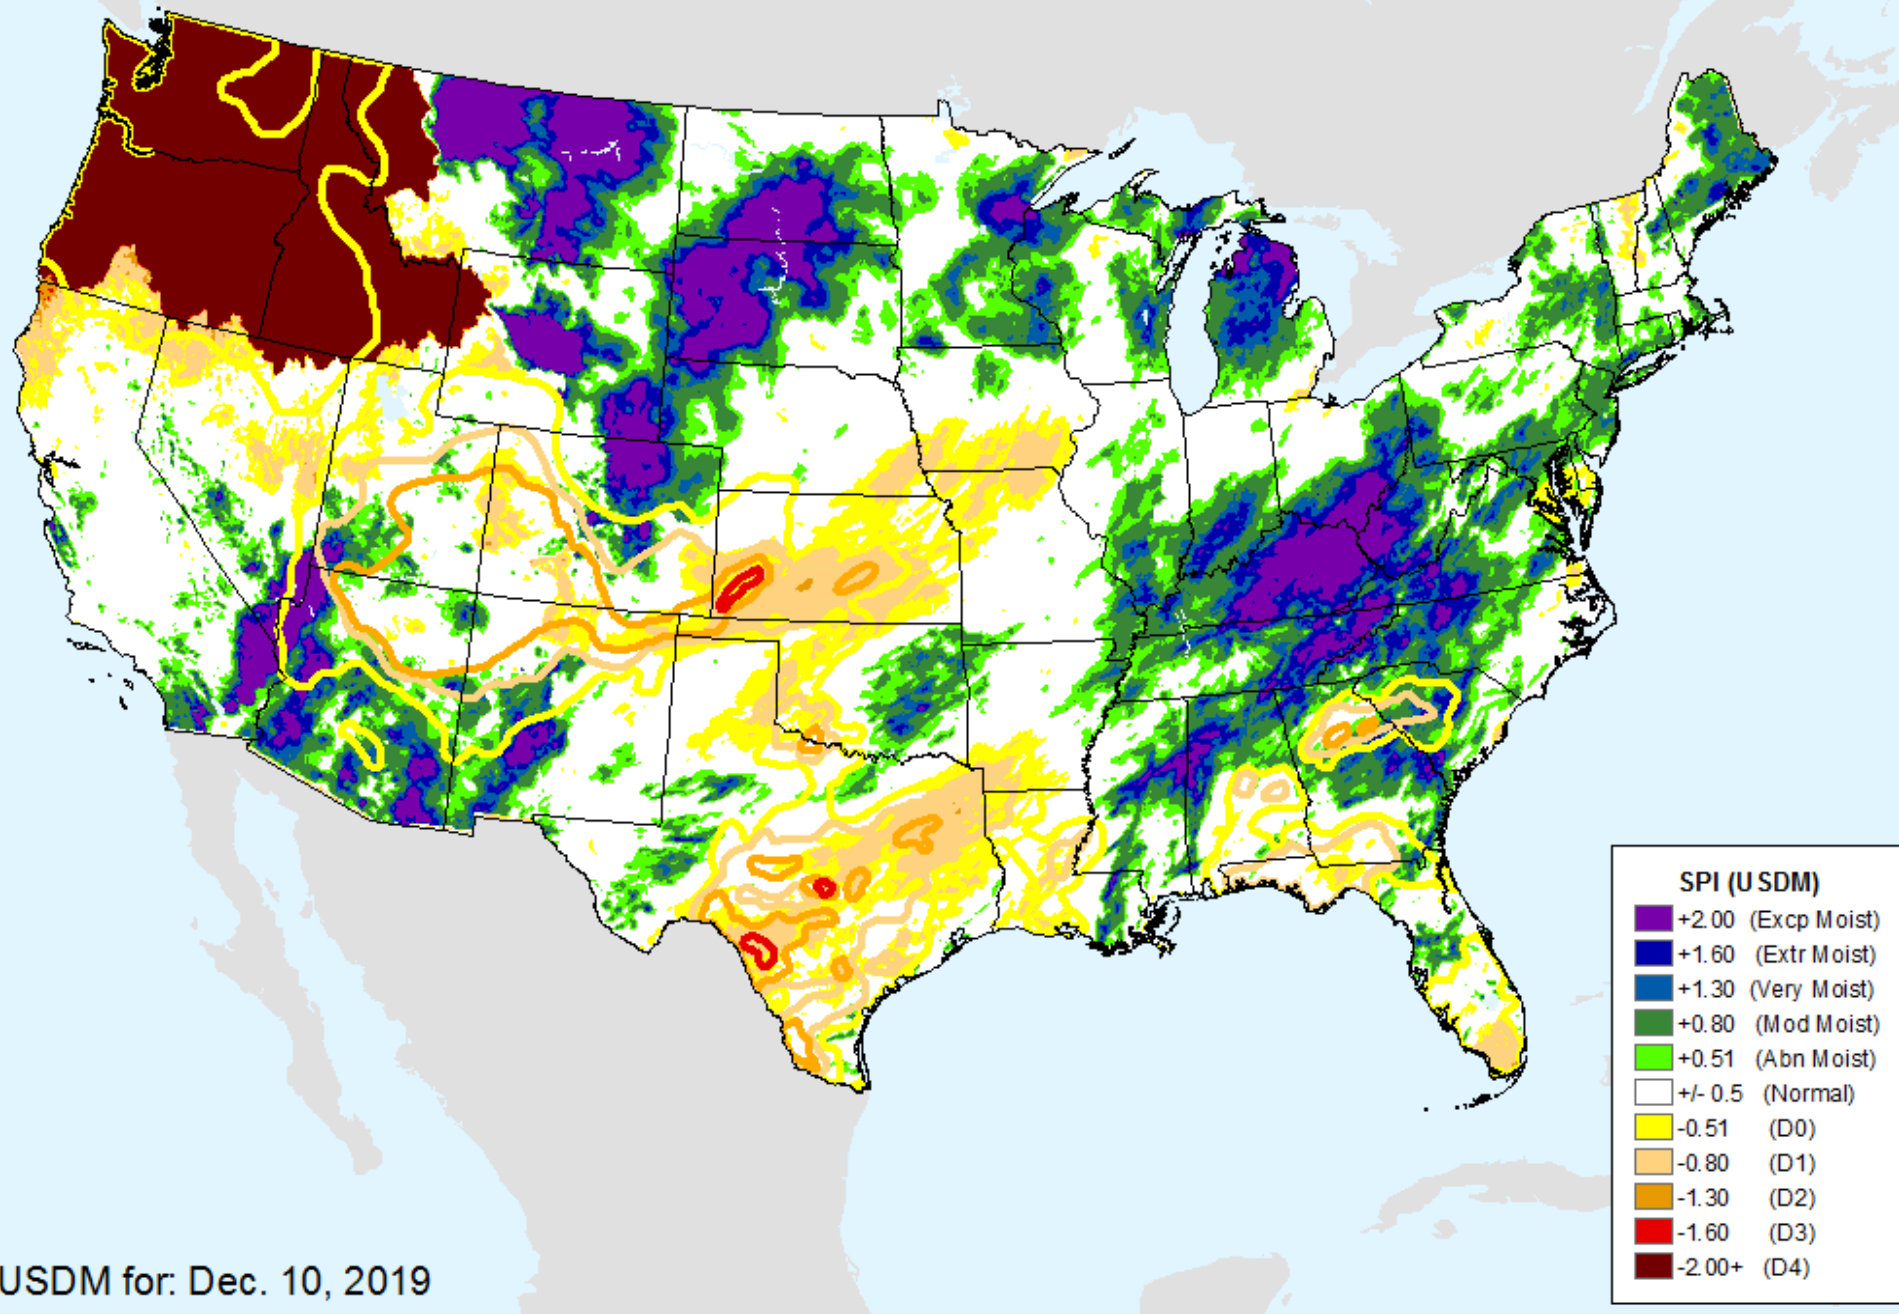 SPI (USDM)
+2.00 (Excp Moist)
+1.60 (Extr Moist)
+1.30 (Very Moist)
+0.80 (Mod Moist)
+0.51 (Abn Moist)
+/- 0.5 (Normal)
-0.51 (D0)
-0.80 (D1)
-1.30 (D2)
-1.60 (D3)
-2.00+ (D4)
USDM for: Dec. 10, 2019